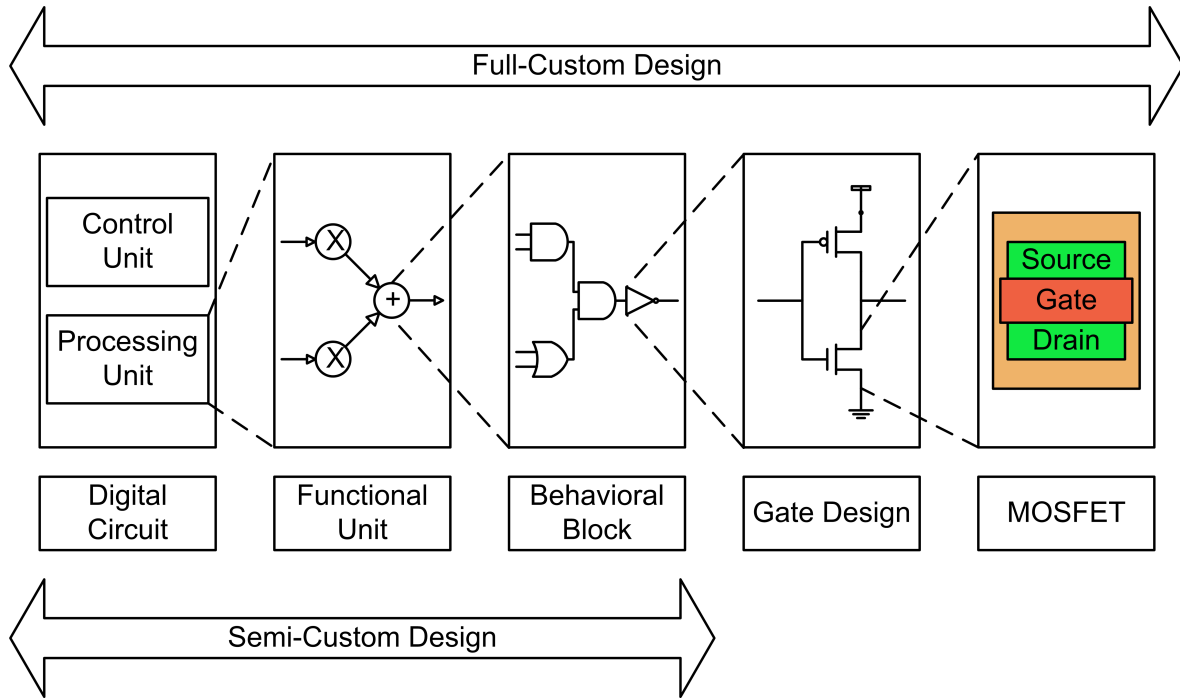 Full-Custom Design
Control
Unit
Processing
Unit
X
X
+
Source
Gate
Drain
Digital
Circuit
Functional
Unit
Behavioral
Block
Gate Design
MOSFET
Semi-Custom Design